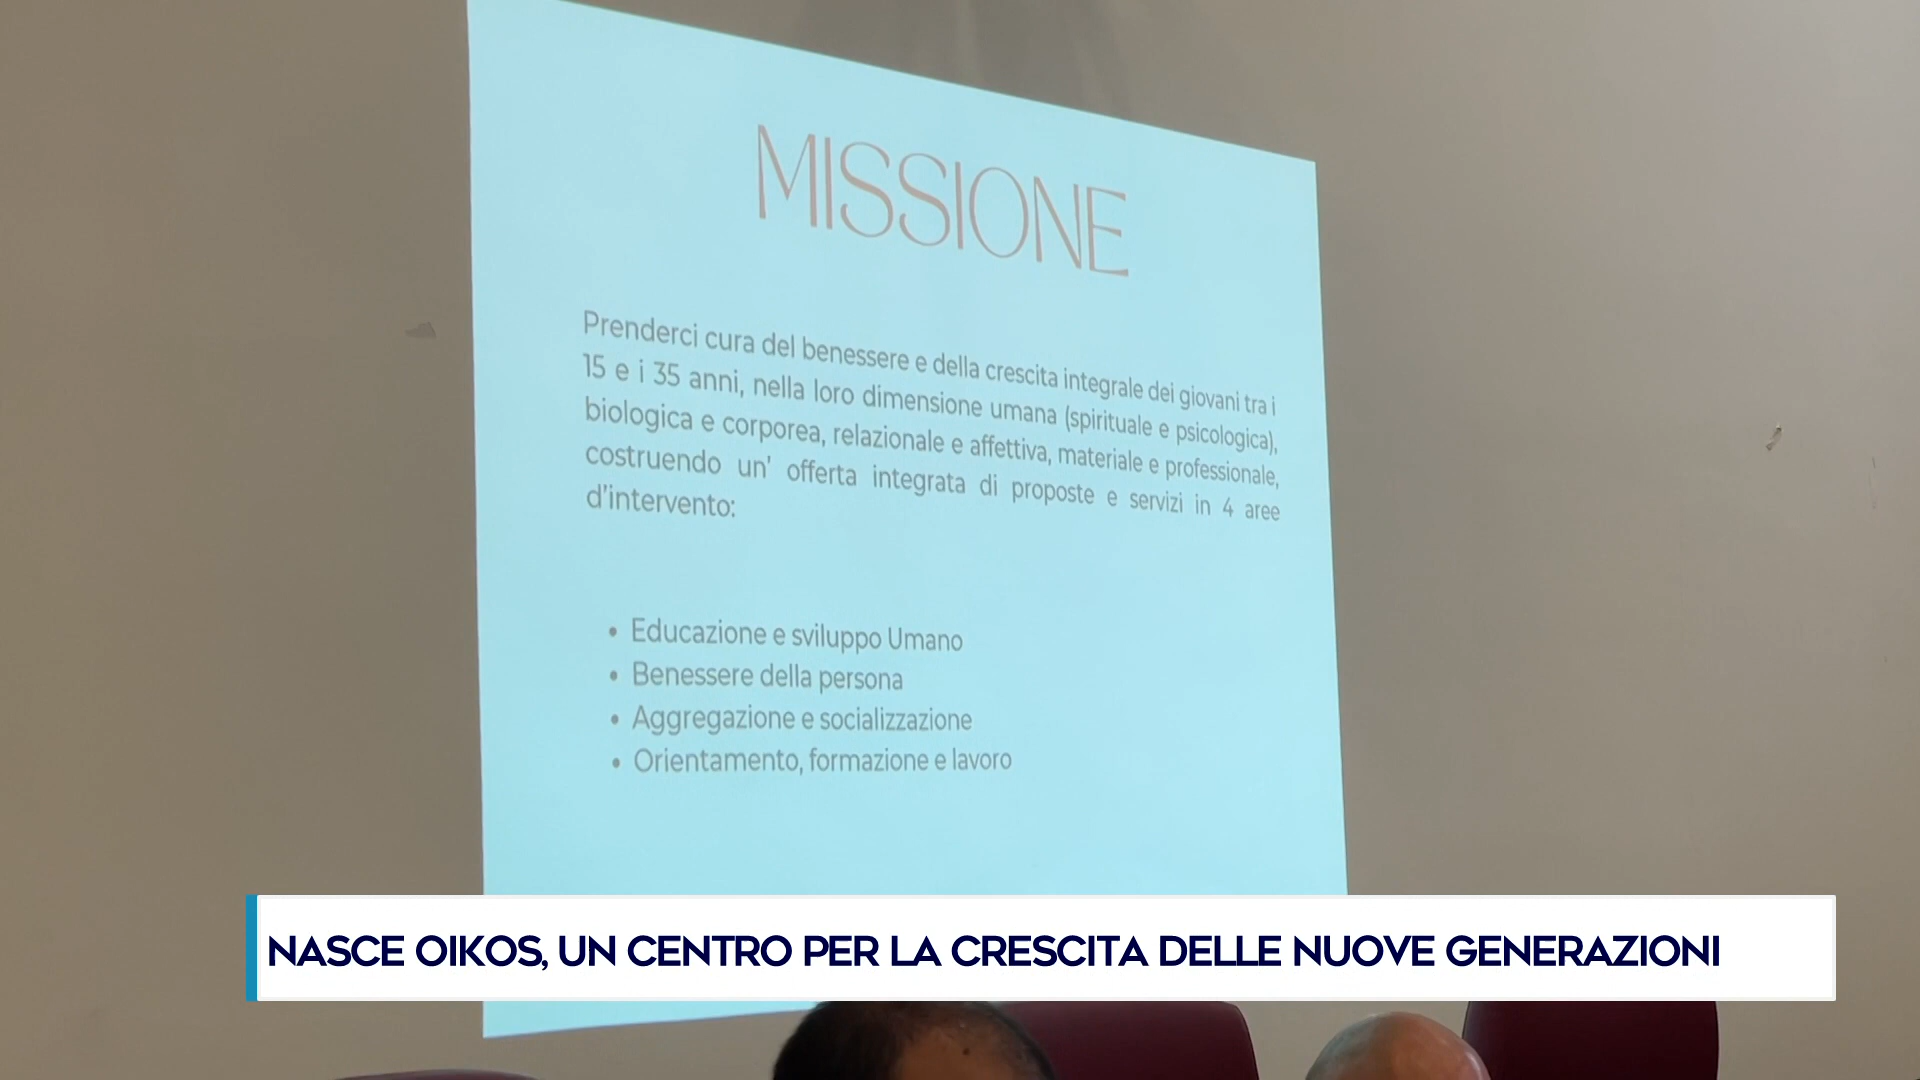 MISSIONE
Prenderci cura del benessere e della crescita integrale dei giovani tra i
15 e i 35 anni, nella loro dimensione umana (spirituale e psicologica),
biologica e corporea, relazionale e affettiva, materiale e professionale,
costruendo un' offerta integrata di proposte e servizi in 4 aree
d'intervento:
• Educazione e sviluppo Umano
• Benessere della persona
• Aggregazione e socializzazione
• Orientamento, formazione e lavoro
NASCE OIKOS, UN CENTRO PER LA CRESCITA DELLE NUOVE GENERAZIONI